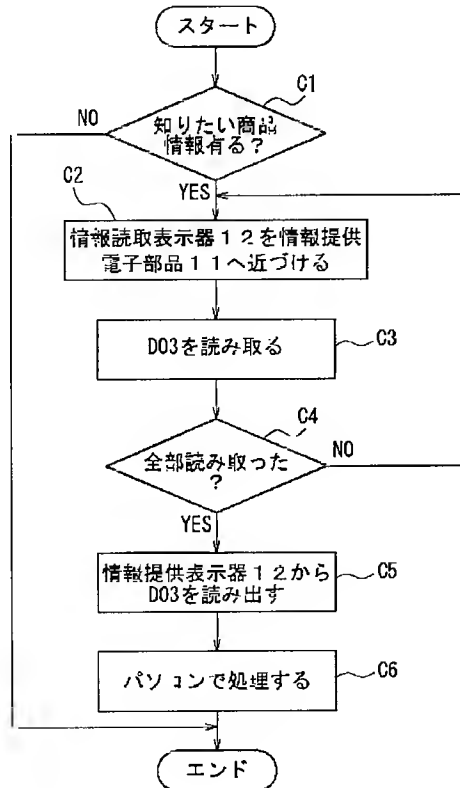 スタート
C1
NO
知りたい商品
情報有る?
C2
YES
情報読取表示器12を情報提供
電子部品11へ近づける
D03を読み取る
C3
C4
全部読み取った
?
NO
YES
情報提供表示器12から
D03を読み出す
C5
パソコンで処理する
C6
エンド